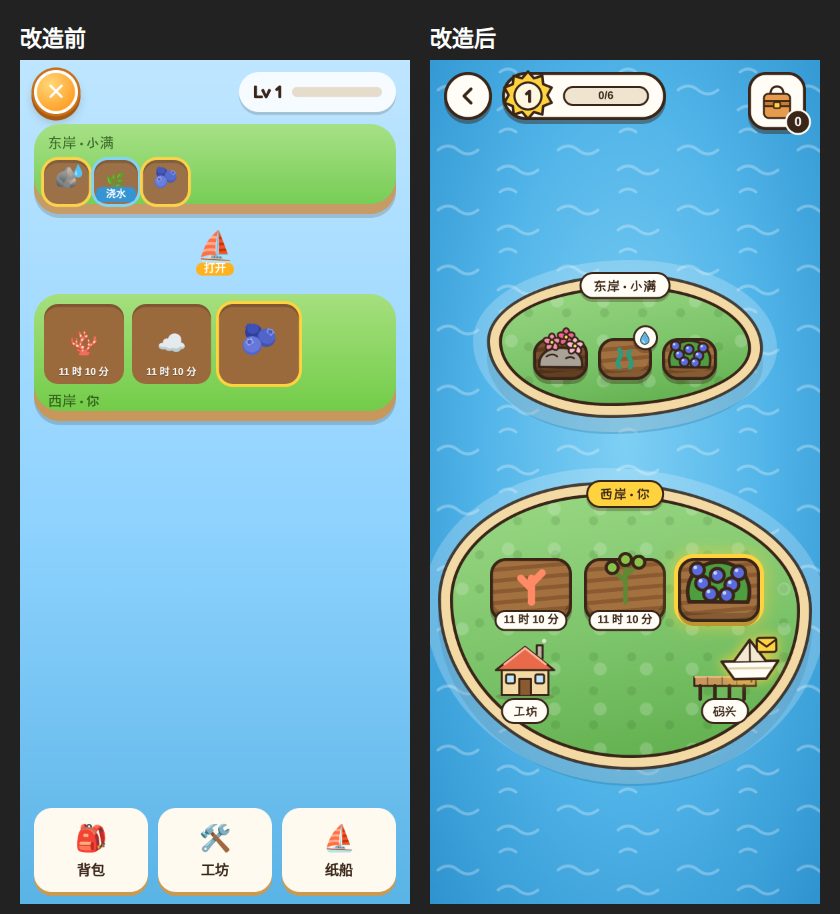 改造前
Lv 1
东岸·小满
浇水
打开
11 时 10 分
11 时 10 分
西岸·你
背包
工坊
纸船
改造后
1
0/6
0
东岸·小满
西岸·你
11 时 10 分
11 时 10 分
工坊
码头